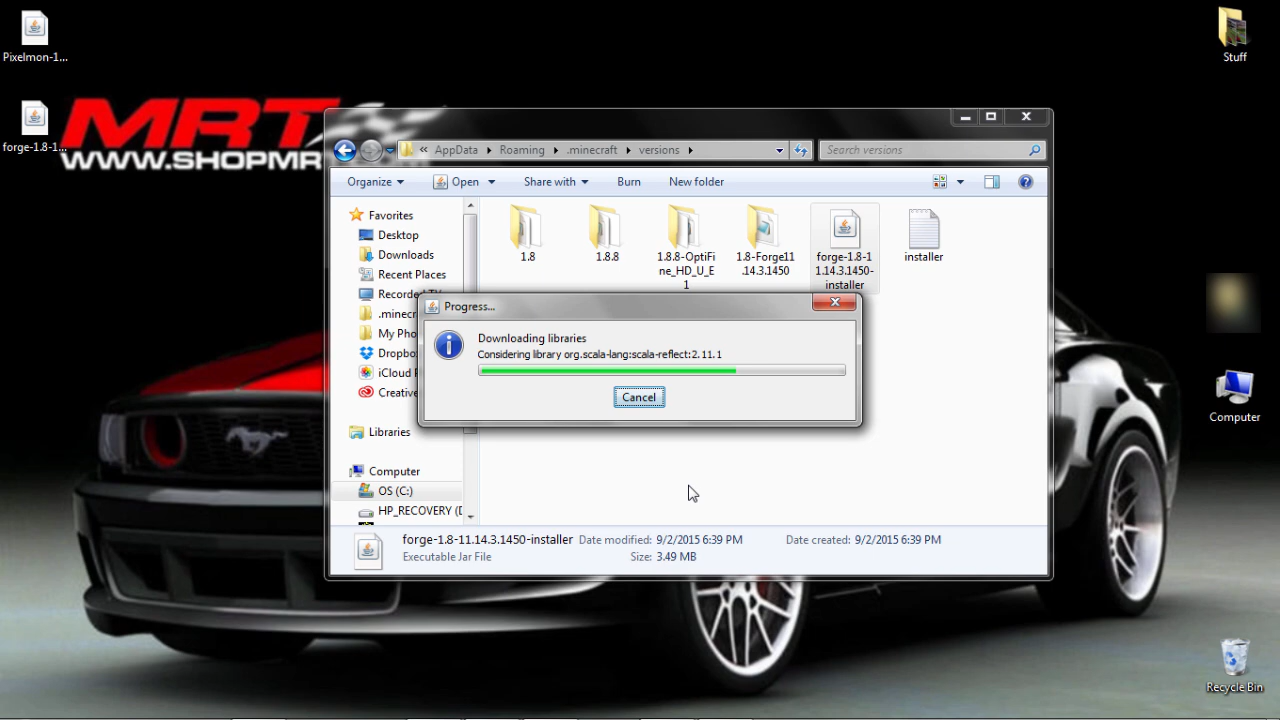 Pixelmon-1...
forge-1.8-1...
MRT
WWW.SHOPMR
Stuff
Computer
Recycle Bin
« AppData Roaming .minecraft versions
Search versions
Organize Open Share with Burn New folder
Favorites
Desktop
Downloads
Recent Places
Recorded TV
.minecr
My Pho
Dropbo
iCloud
Creative
Libraries
Computer
OS (C:)
HP_RECOVERY (D
1.8
1.8.8
1.8.8-OptiFi
ne_HD_U_E
1
1.8-Forge11
.14.3.1450
forge-1.8-1
1.14.3.1450-
installer
installer
Progress...
Downloading libraries
Considering library org.scala-lang:scala-reflect:2.11.1
Cancel
forge-1.8-11.14.3.1450-installer Date modified: 9/2/2015 6:39 PM Date created: 9/2/2015 6:39 PM
Executable Jar File Size: 3.49 MB